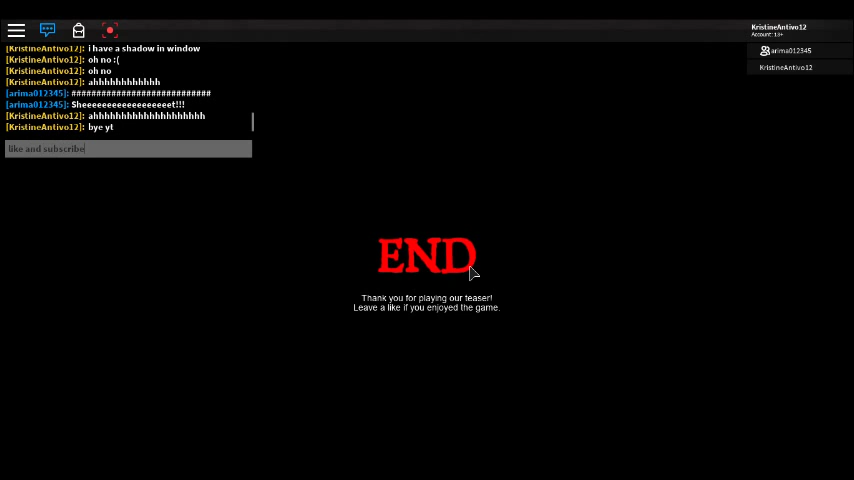 KristineAntivo12
Account: 13+
arima012345
KristineAntivo12
[KristineAntivo12]: i have a shadow in window
[KristineAntivo12]: oh no :(
[KristineAntivo12]: oh no
[KristineAntivo12]: ahhhhhhhhhhhh
[arima012345]: ############################
[arima012345]: Sheeeeeeeeeeeeeeeeeet!!!
[KristineAntivo12]: ahhhhhhhhhhhhhhhhhhhh
[KristineAntivo12]: bye yt
like and subscribe
END
Thank you for playing our teaser!
Leave a like if you enjoyed the game.